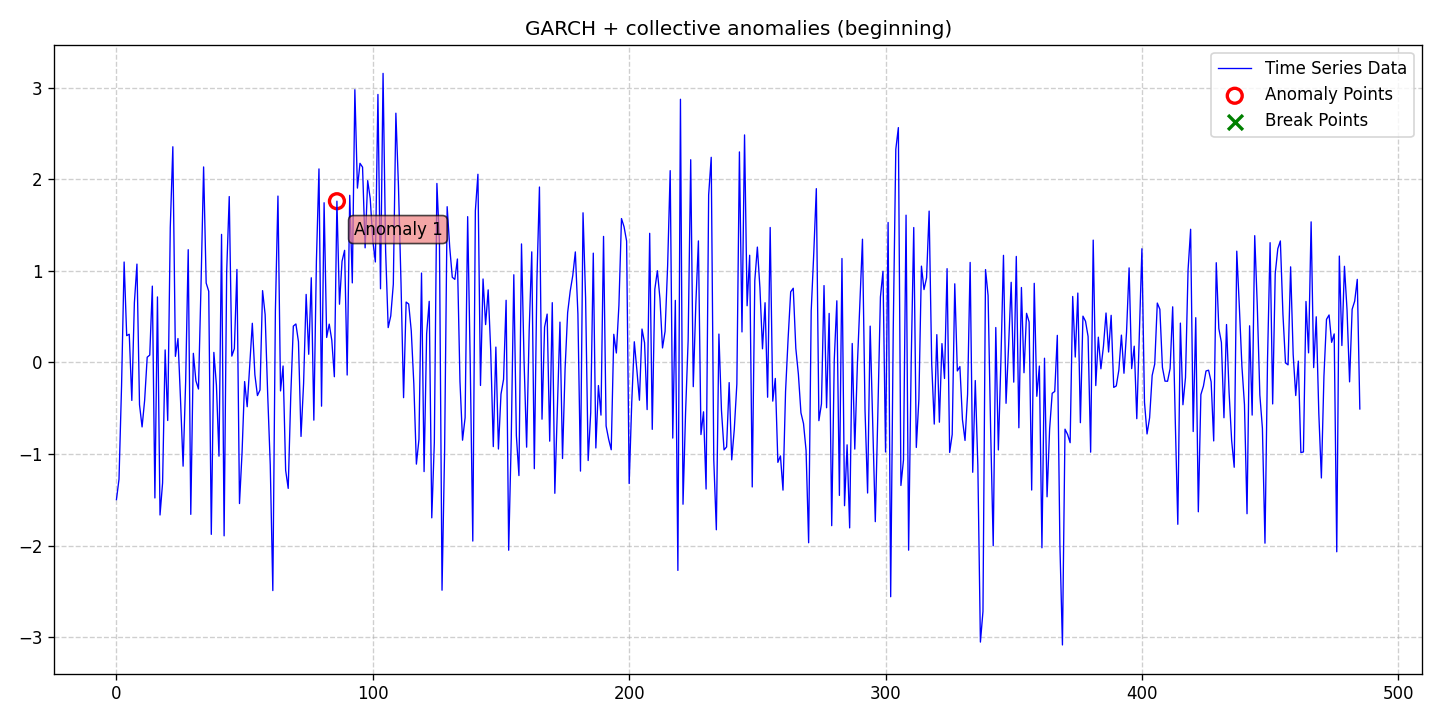 GARCH + collective anomalies (beginning)
Time Series Data
Anomaly Points
Break Points
Anomaly 1
3
2
1
0
−1
−2
−3
0
100
200
300
400
500